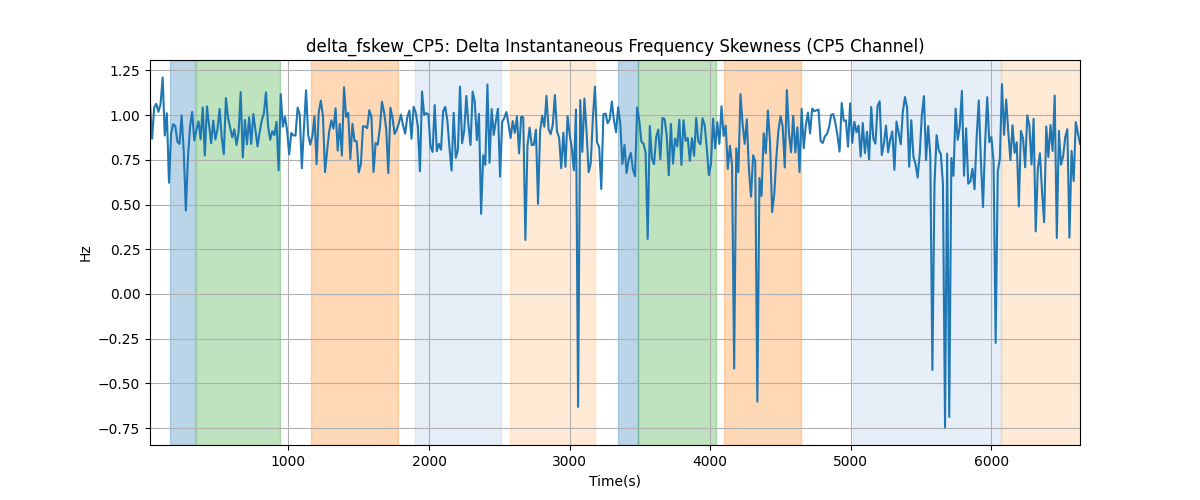 delta_fskew_CP5: Delta Instantaneous Frequency Skewness (CP5 Channel)
1.25
1.00
0.75
0.50
0.25
0.00
−0.25
−0.50
−0.75
Hz
1000 2000 3000 4000 5000 6000
Time(s)